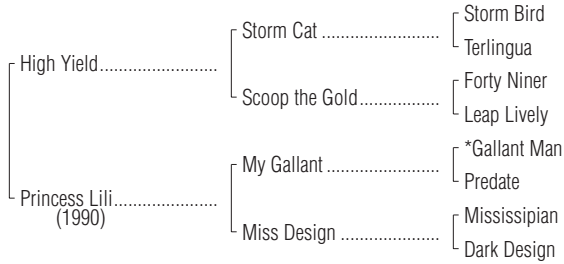 Storm Bird
Storm Cat ........................
Terlingua
High Yield........................
Forty Niner
Scoop the Gold................
Leap Lively
*Gallant Man
My Gallant .......................
Predate
Princess Lili.....................
(1990)
Mississipian
Miss Design ....................
Dark Design